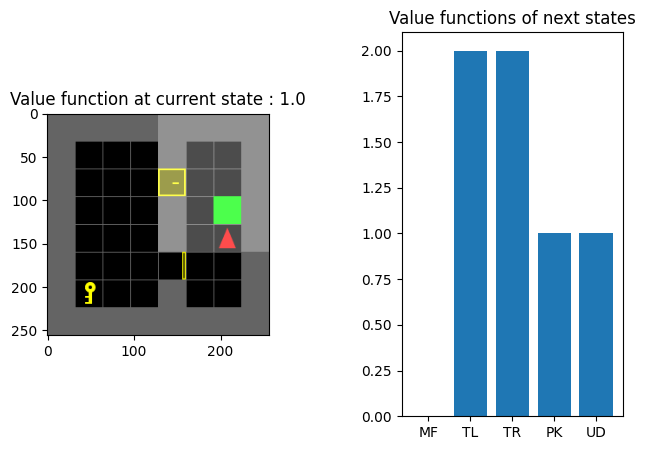 Value functions of next states
Value function at current state : 1.0
0
50
100
150
200
250
0
100
200
2.00
1.75
1.50
1.25
1.00
0.75
0.50
0.25
0.00
MF
TL
TR
PK
UD